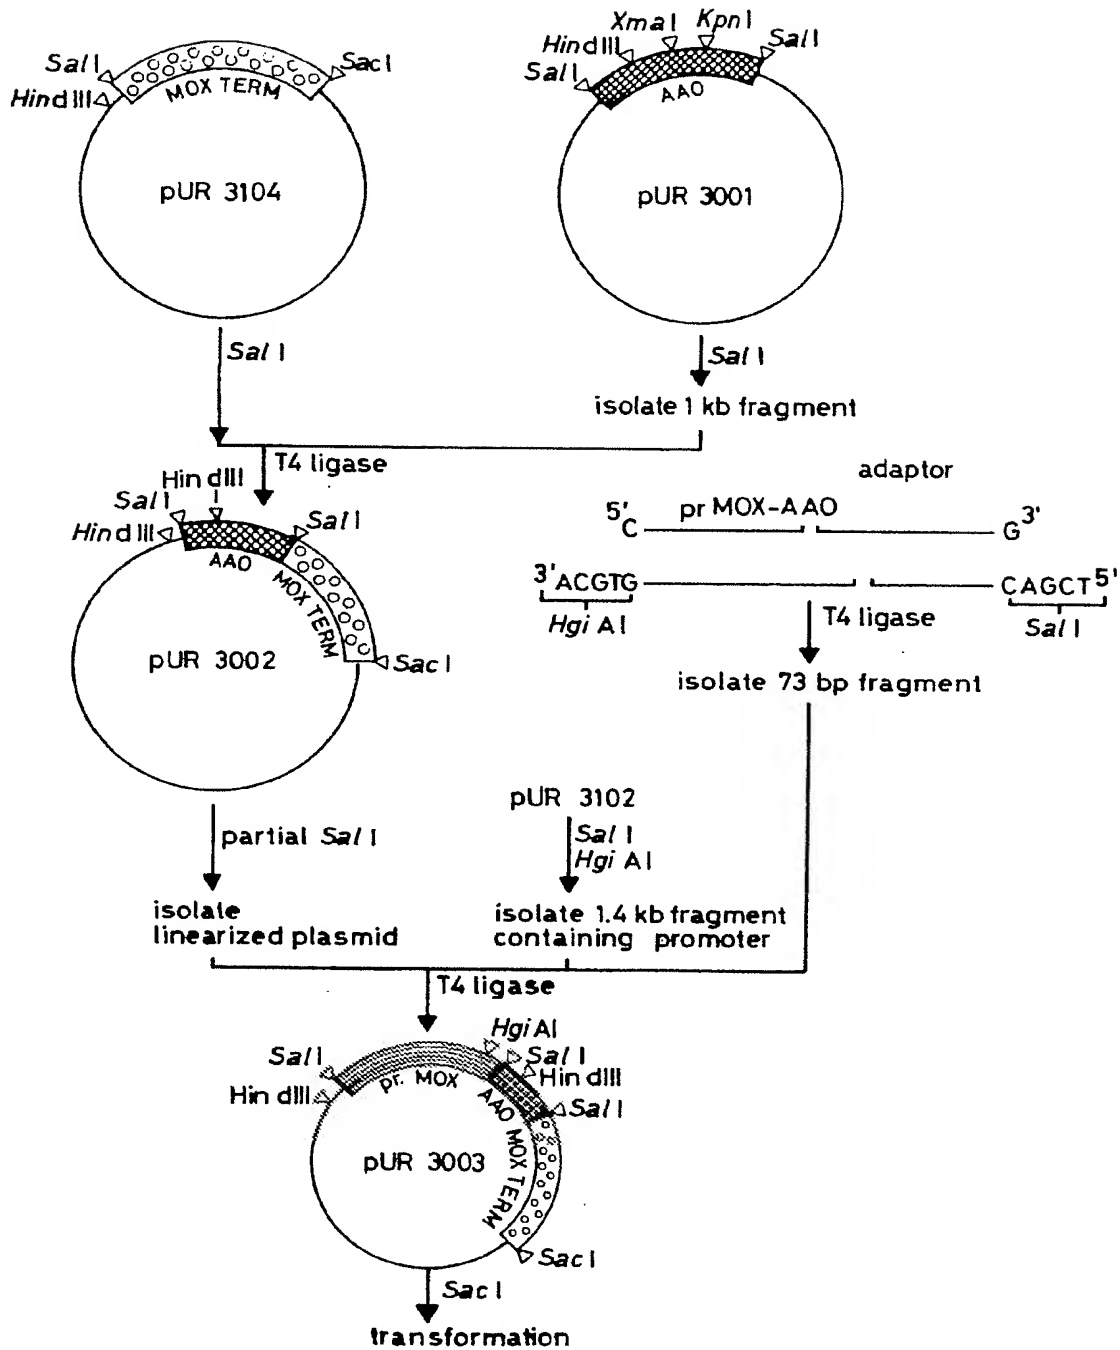 Sal I
Hind III
MOX TERM
Sac I
pUR 3104
Sal I
Hind III
Xma I
Kpn I
Sal I
AAO
pUR 3001
Sal I
Sal I
isolate 1 kb fragment
T4 ligase
Hin dIII
Sal I
Hind III
Sal I
AAO
MOX TERM
Sac I
pUR 3002
adaptor
pr MOX-AAO
5' C
G 3'
3' ACGTG
CAGCT 5'
Hgi AI
Sal I
T4 ligase
isolate 73 bp fragment
partial Sal I
pUR 3102
Sal I
Hgi AI
isolate
linearized plasmid
isolate 1.4 kb fragment
containing promoter
T4 ligase
Hgi AI
Sal I
Hin dIII
Sal I
Sal I
Hin dIII
pr. MOX
AAO
MOX TERM
pUR 3003
Sac I
Sac I
transformation